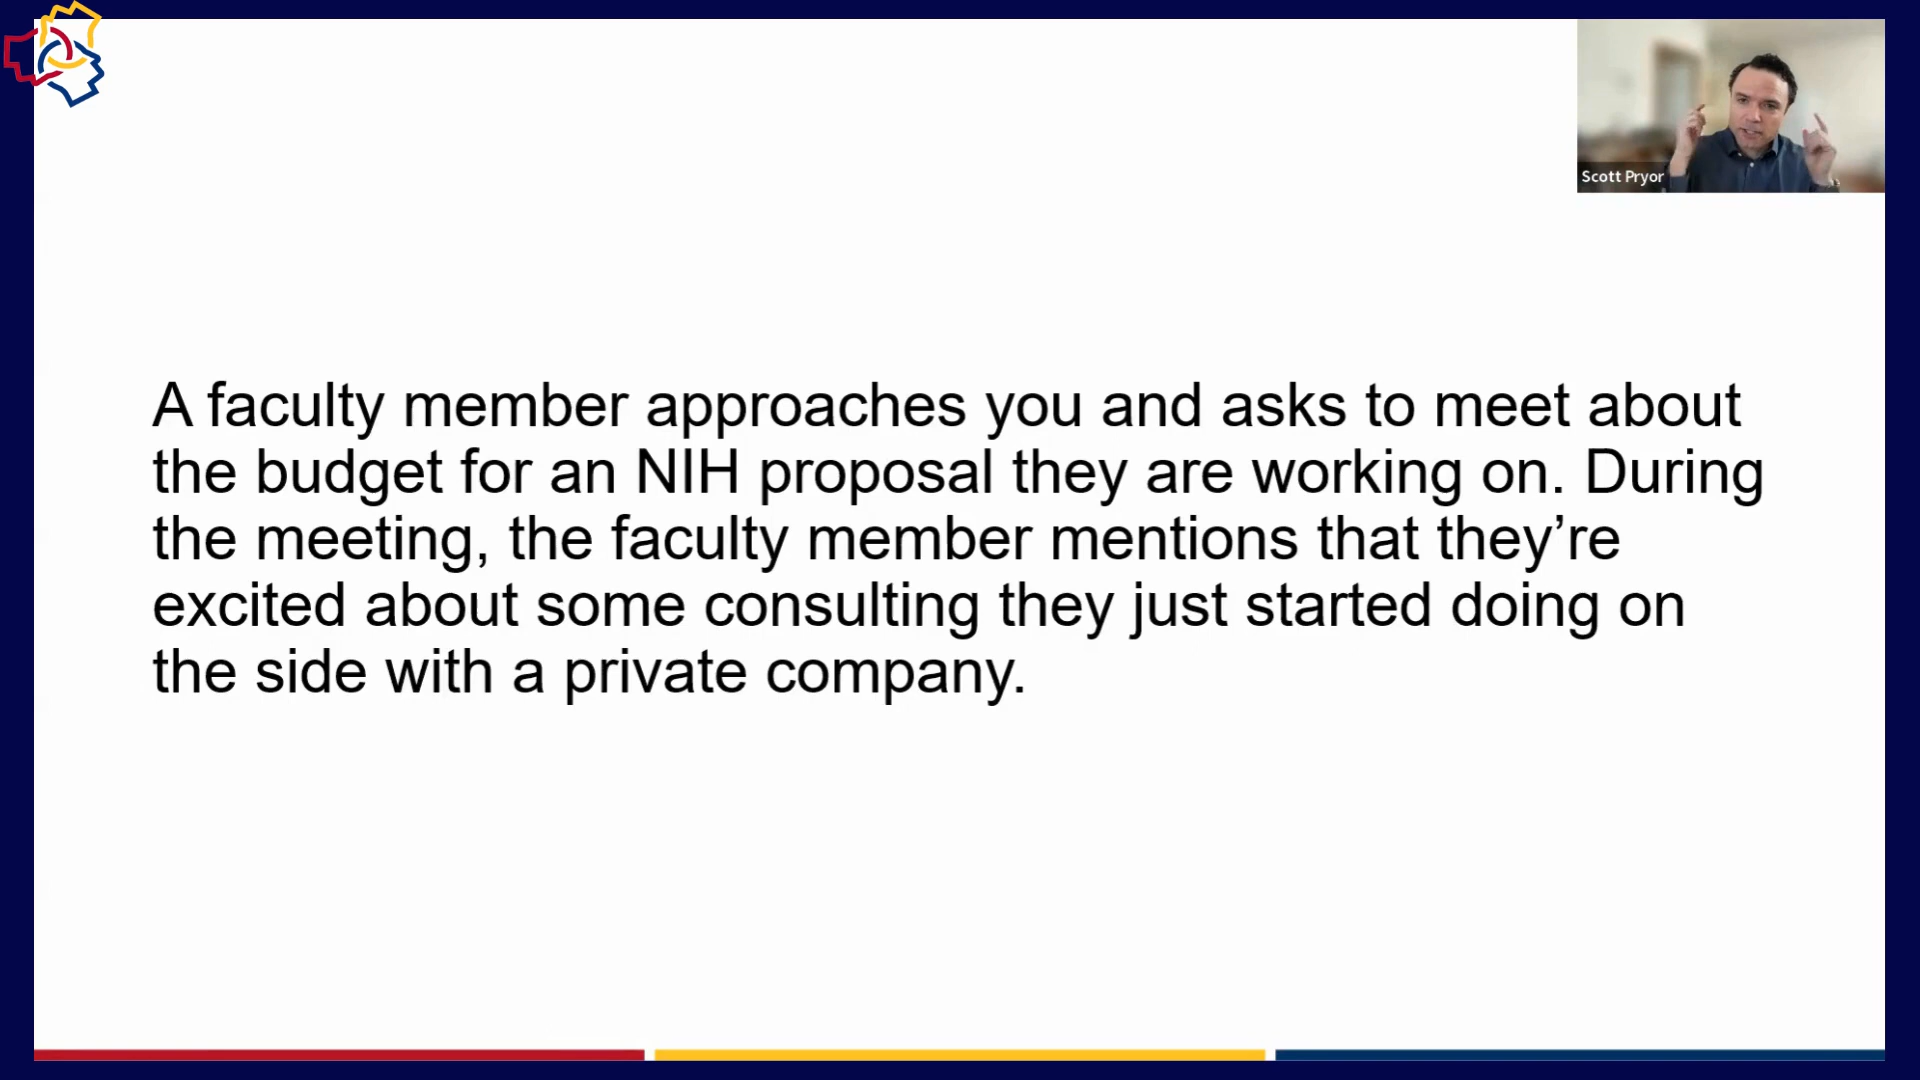 Scott Pryor
A faculty member approaches you and asks to meet about
the budget for an NIH proposal they are working on. During
the meeting, the faculty member mentions that they’re
excited about some consulting they just started doing on
the side with a private company.